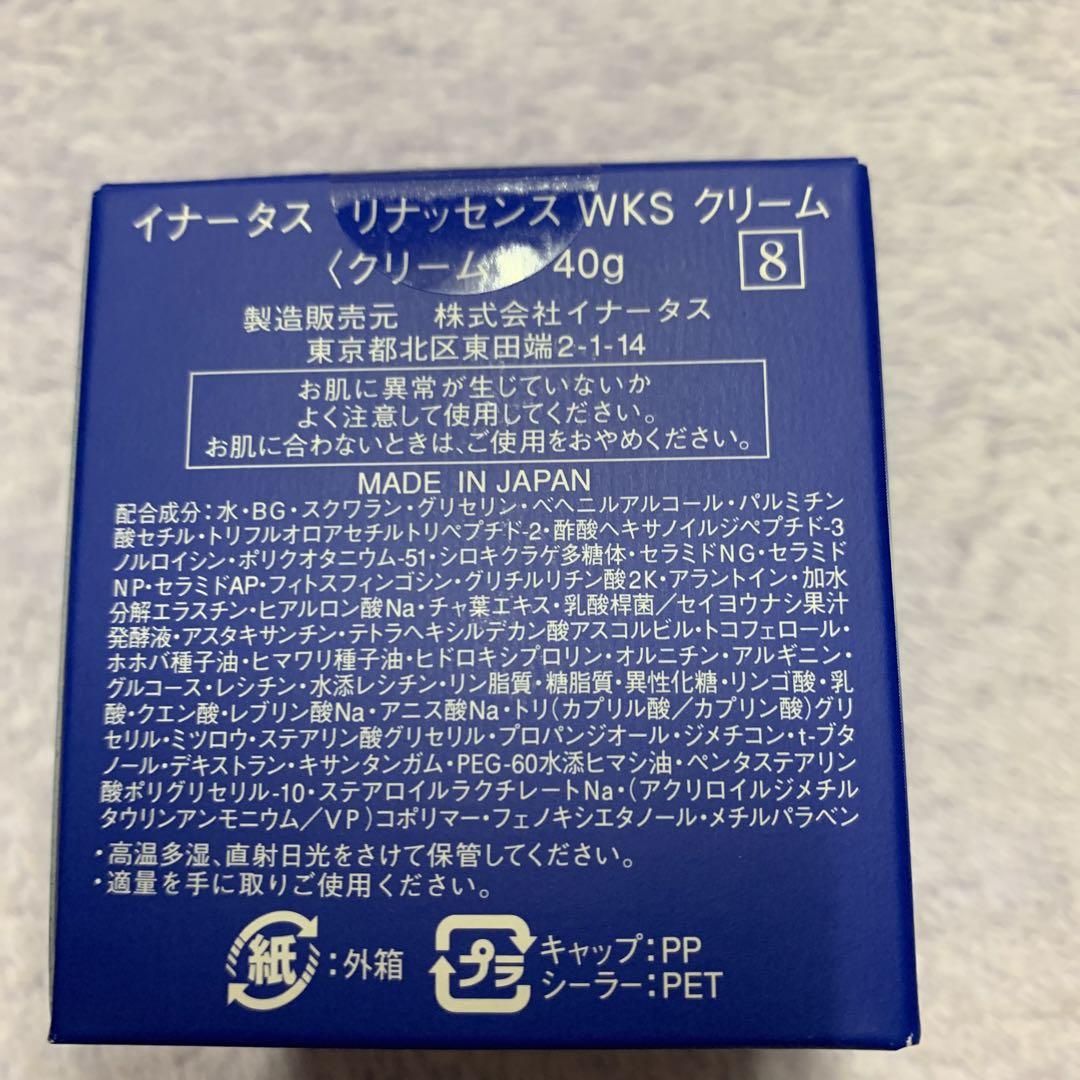 イナータス リナッセンス WKS クリーム
〈クリーム 40g
8
製造販売元 株式会社イナータス
東京都北区東田端2-1-14
お肌に異常が生じていないか
よく注意して使用してください。
お肌に合わないときは、ご使用をおやめください。
MADE IN JAPAN
配合成分:水・BG・スクワラン・グリセリン・ベヘニルアルコール・パルミチン
酸セチル・トリフルオロアセチルトリペプチド-2・酢酸ヘキサノイルジペプチド-3
ノルロイシン・ポリクオタニウム-51・シロキクラゲ多糖体・セラミドNG・セラミド
NP・セラミドAP・フィトスフィンゴシン・グリチルリチン酸2K・アラントイン・加水
分解エラスチン・ヒアルロン酸Na・チャ葉エキス・乳酸桿菌/セイヨウナシ果汁
発酵液・アスタキサンチン・テトラヘキシルデカン酸アスコルビル・トコフェロール・
ホホバ種子油・ヒマワリ種子油・ヒドロキシプロリン・オルニチン・アルギニン・
グルコース・レシチン・水添レシチン・リン脂質・糖脂質・異性化糖・リンゴ酸・乳
酸・クエン酸・レブリン酸Na・アニス酸Na・トリ(カプリル酸/カプリン酸)グリ
セリル・ミツロウ・ステアリン酸グリセリル・プロパンジオール・ジメチコン・t-ブタ
ノール・デキストラン・キサンタンガム・PEG-60水添ヒマシ油・ペンタステアリン
酸ポリグリセリル-10・ステアロイルラクチレートNa・(アクリロイルジメチル
タウリンアンモニウム/VP)コポリマー・フェノキシエタノール・メチルパラベン
・高温多湿、直射日光をさけて保管してください。
・適量を手に取りご使用ください。
紙:外箱
プラ キャップ:PP
シーラー:PET